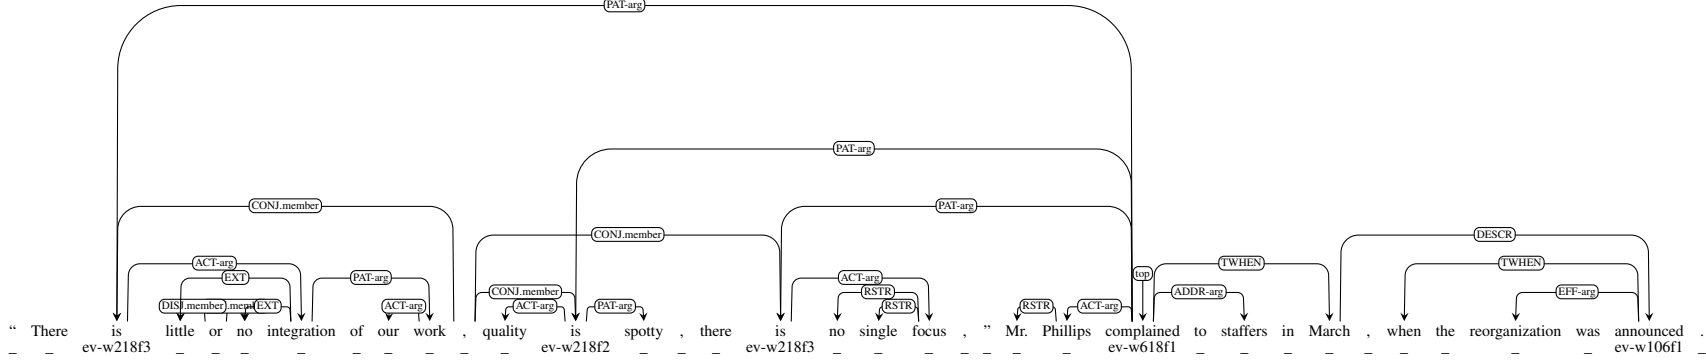 PAT-arg
PAT-arg
CONJ.member PAT-arg
CONJ.member DESCR
ACT-arg TWHEN TWHEN
top
EXT PAT-arg ACT-arg
CONJ.member RSTR ADDR-arg EFF-arg
DISJ.member EXT ACT-arg ACT-arg PAT-arg RSTR RSTR ACT-arg
“ There is little or no integration of our work , quality is spotty , there is no single focus , ” Mr. Phillips complained to staffers in March , when the reorganization was announced .
_ _ ev-w218f3 _ _ _ _ _ _ _ _ _ ev-w218f2 _ _ _ ev-w218f3 _ _ _ _ _ _ _ ev-w618f1 _ _ _ _ _ _ _ _ _ ev-w106f1 _